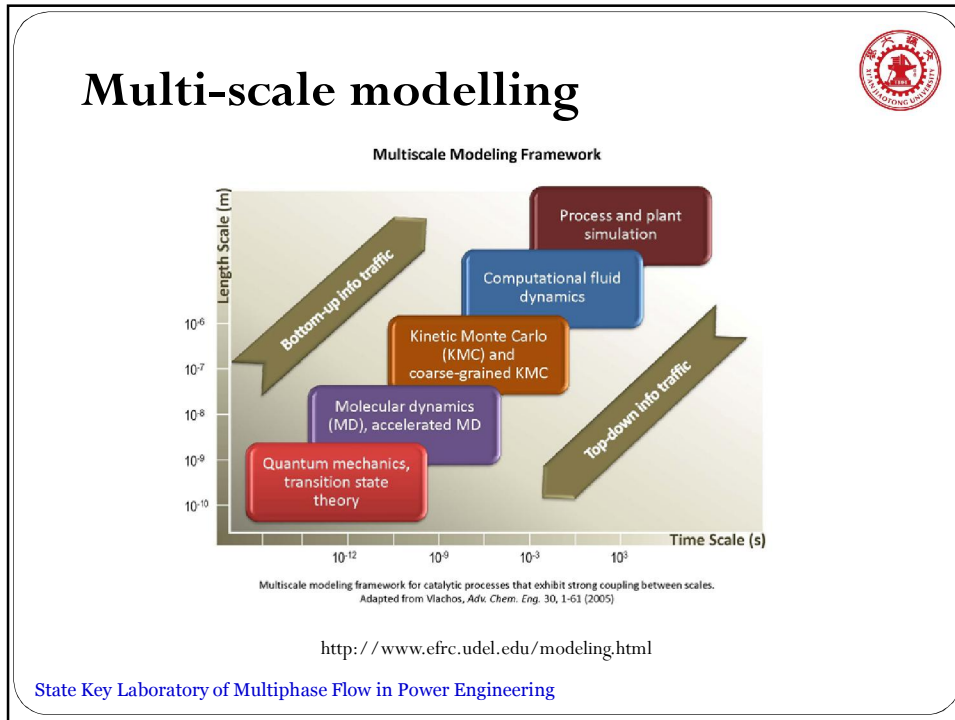 Multi-scale modelling
XI'AN JIAOTONG UNIVERSITY
Multiscale Modeling Framework
Length Scale (m)
10-6
10-7
10-8
10-9
10-10
Bottom-up info traffic
Process and plant
simulation
Computational fluid
dynamics
Kinetic Monte Carlo
(KMC) and
coarse-grained KMC
Molecular dynamics
(MD), accelerated MD
Quantum mechanics,
transition state
theory
Top-down info traffic
Time Scale (s)
10-12
10-9
10-3
103
Multiscale modeling framework for catalytic processes that exhibit strong coupling between scales.
Adapted from Vlachos, Adv. Chem. Eng. 30, 1-61 (2005)
http://www.efrc.udel.edu/modeling.html
State Key Laboratory of Multiphase Flow in Power Engineering